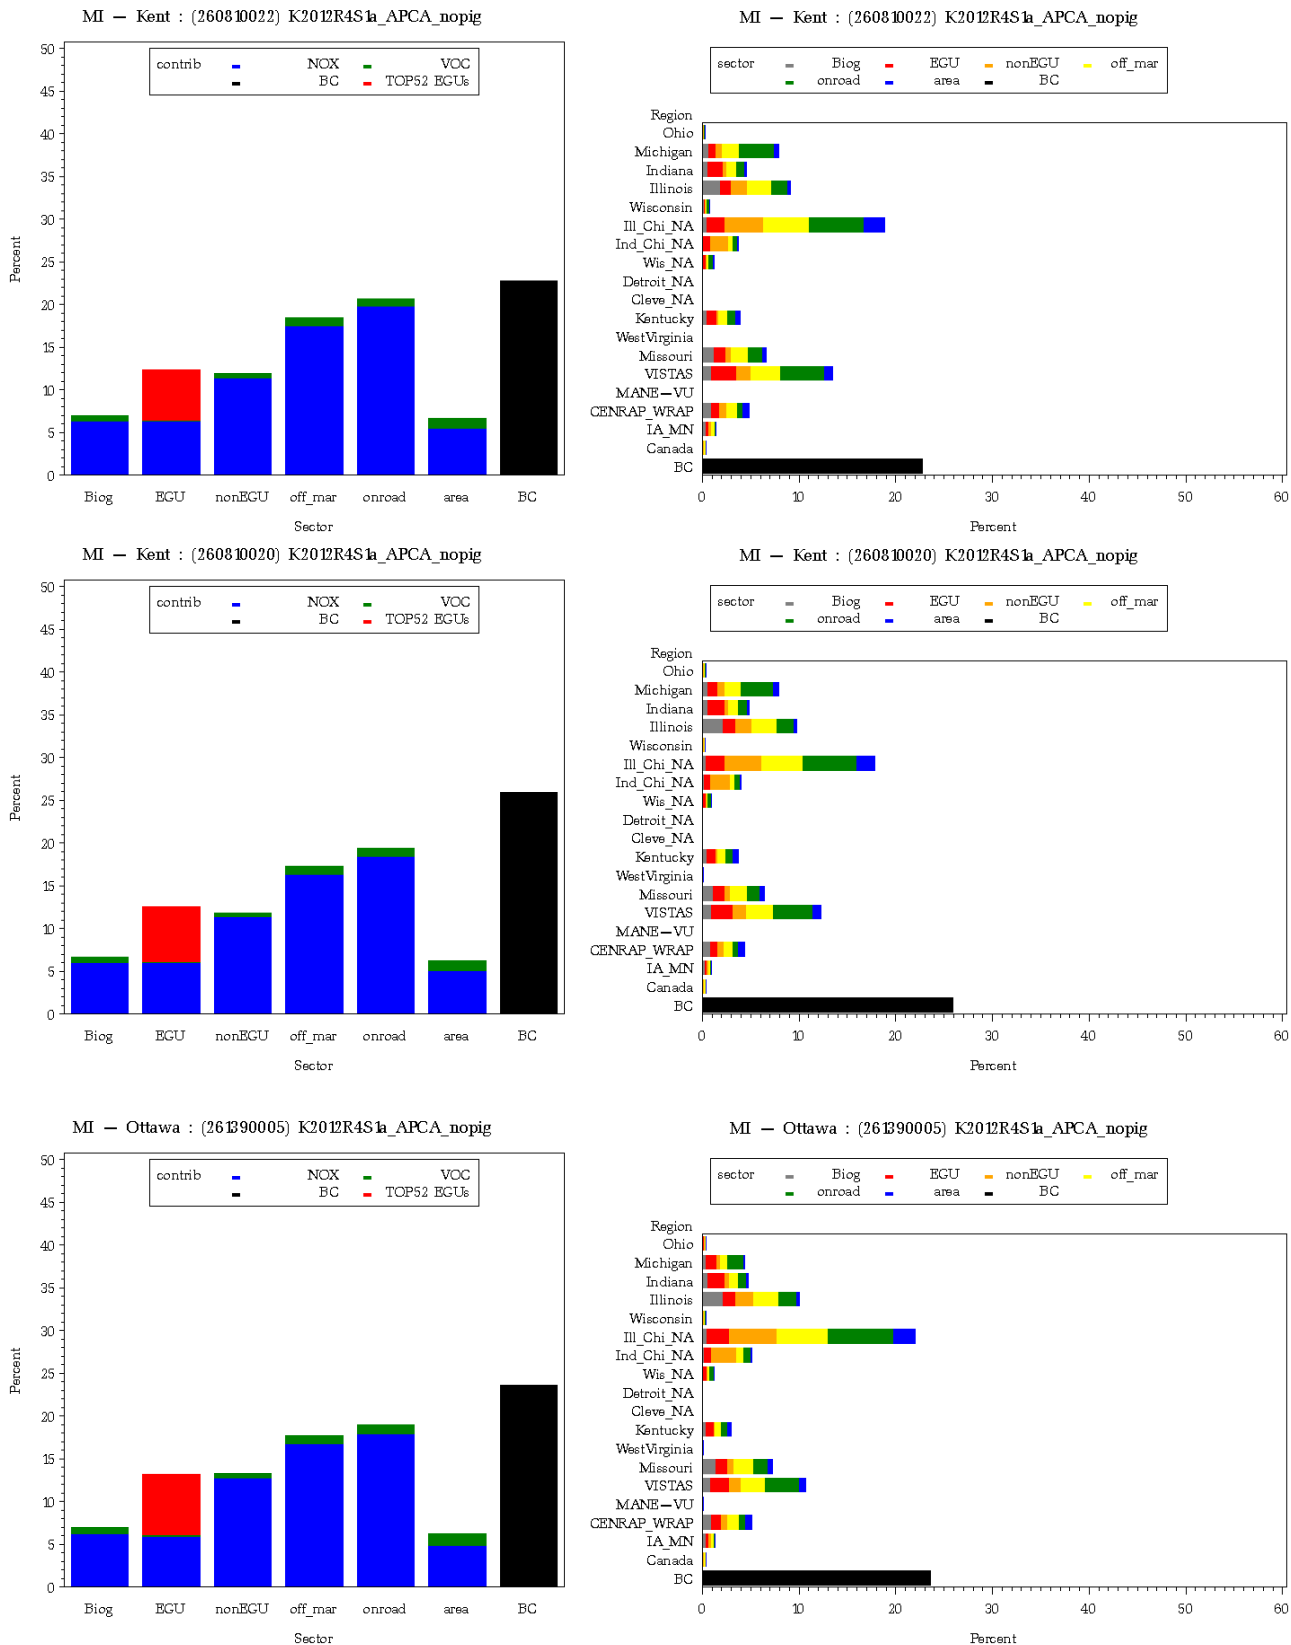 MI — Kent : (260810022) K2012R4S1a_APCA_nopig
contrib NOX VOC
BC TOP52 EGUs
50
45
40
35
30
25
20
15
10
5
0
Percent
Biog EGU nonEGU off_mar onroad area BC
Sector
MI — Kent : (260810022) K2012R4S1a_APCA_nopig
sector Biog EGU nonEGU off_mar
onroad area BC
Region
Ohio
Michigan
Indiana
Illinois
Wisconsin
Ill_Chi_NA
Ind_Chi_NA
Wis_NA
Detroit_NA
Cleve_NA
Kentucky
WestVirginia
Missouri
VISTAS
MANE—VU
CENRAP_WRAP
IA_MN
Canada
BC
0 10 20 30 40 50 60
Percent
MI — Kent : (260810020) K2012R4S1a_APCA_nopig
contrib NOX VOC
BC TOP52 EGUs
50
45
40
35
30
25
20
15
10
5
0
Percent
Biog EGU nonEGU off_mar onroad area BC
Sector
MI — Kent : (260810020) K2012R4S1a_APCA_nopig
sector Biog EGU nonEGU off_mar
onroad area BC
Region
Ohio
Michigan
Indiana
Illinois
Wisconsin
Ill_Chi_NA
Ind_Chi_NA
Wis_NA
Detroit_NA
Cleve_NA
Kentucky
WestVirginia
Missouri
VISTAS
MANE—VU
CENRAP_WRAP
IA_MN
Canada
BC
0 10 20 30 40 50 60
Percent
MI — Ottawa : (261390005) K2012R4S1a_APCA_nopig
contrib NOX VOC
BC TOP52 EGUs
50
45
40
35
30
25
20
15
10
5
0
Percent
Biog EGU nonEGU off_mar onroad area BC
Sector
MI — Ottawa : (261390005) K2012R4S1a_APCA_nopig
sector Biog EGU nonEGU off_mar
onroad area BC
Region
Ohio
Michigan
Indiana
Illinois
Wisconsin
Ill_Chi_NA
Ind_Chi_NA
Wis_NA
Detroit_NA
Cleve_NA
Kentucky
WestVirginia
Missouri
VISTAS
MANE—VU
CENRAP_WRAP
IA_MN
Canada
BC
0 10 20 30 40 50 60
Percent